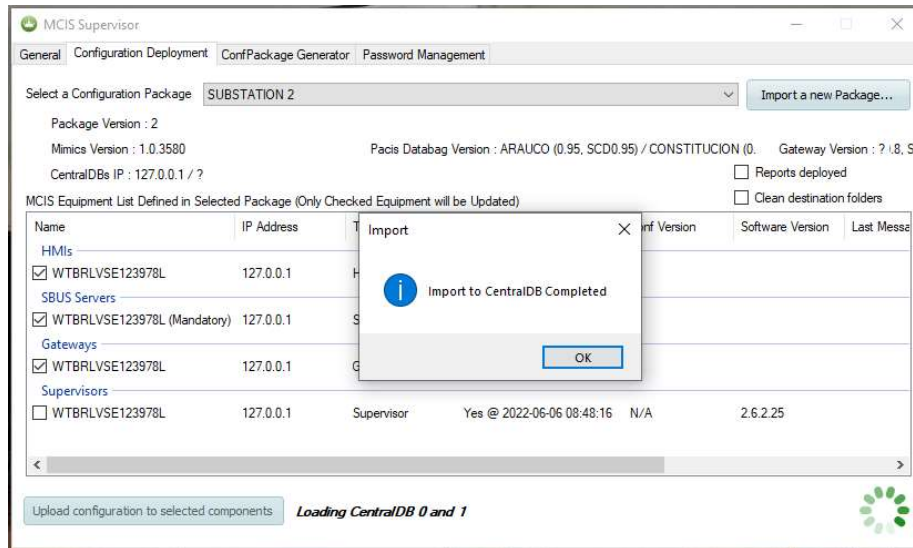 MCIS Supervisor
General Configuration Deployment ConfPackage Generator Password Management
Select a Configuration Package SUBSTATION 2 Import a new Package...
Package Version : 2
Mimics Version : 1.0.3580 Pacis Databag Version : ARAUCO (0.95, SCD0.95) / CONSTITUCION (0. Gateway Version : ?
CentralDBs IP : 127.0.0.1 / ? Reports deployed
MCIS Equipment List Defined in Selected Package (Only Checked Equipment will be Updated) Clean destination folders
Name IP Address Version Software Version Last Messa
HMIs
WTBRLVSE123978L 127.0.0.1
SBUS Servers
WTBRLVSE123978L (Mandatory) 127.0.0.1
Gateways
WTBRLVSE123978L 127.0.0.1
Supervisors
WTBRLVSE123978L 127.0.0.1 Supervisor Yes @ 2022-06-06 08:48:16 N/A 2.6.2.25
Import
Import to CentralDB Completed
OK
Upload configuration to selected components Loading CentralDB 0 and 1